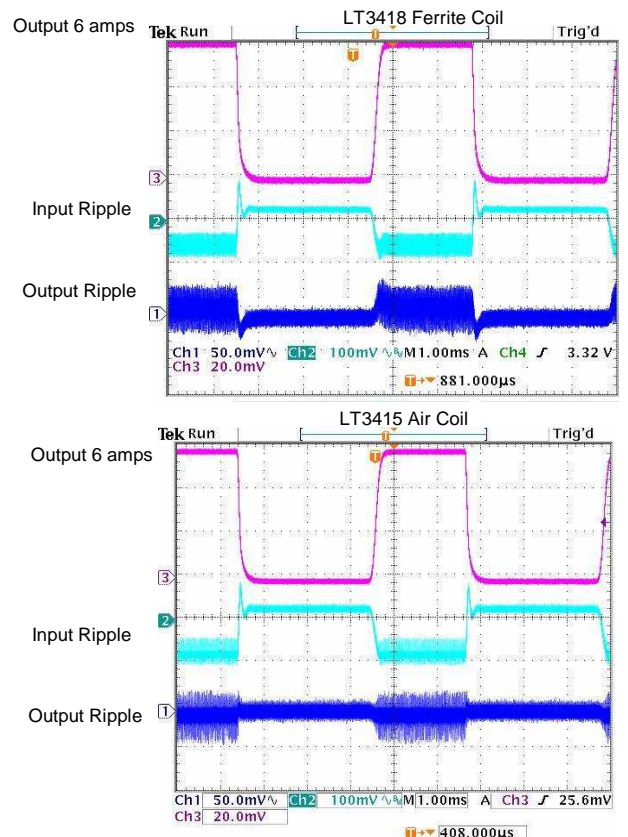 Output 6 amps
LT3418 Ferrite Coil
Tek Run
Trig'd
T
T
3
Input Ripple
2
Output Ripple
1
Ch1 50.0mV Ch2 100mV M 1.00ms A Ch4 3.32 V
Ch3 20.0mV
T 881.000µs
LT3415 Air Coil
Tek Run
Trig'd
Output 6 amps
T
T
3
2
Input Ripple
Output Ripple
1
Ch1 50.0mV Ch2 100mV M 1.00ms A Ch3 25.6mV
Ch3 20.0mV
T 408.000µs